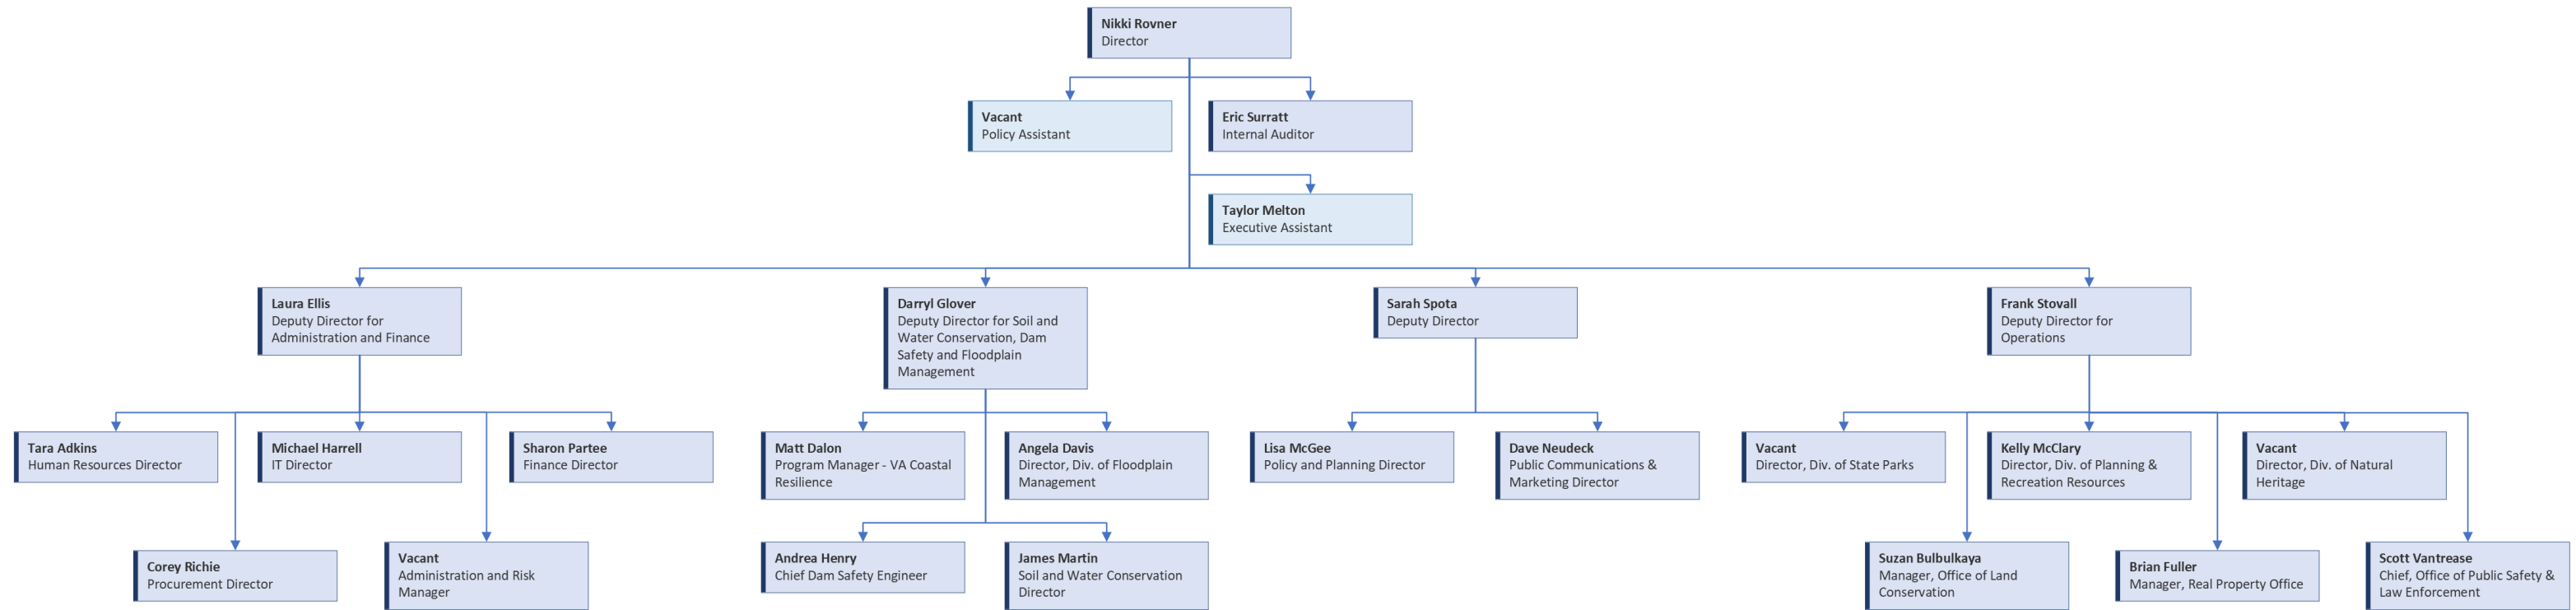 Nikki Rovner
Director
Vacant
Policy Assistant
Eric Surratt
Internal Auditor
Taylor Melton
Executive Assistant
Laura Ellis
Deputy Director for
Administration and Finance
Darryl Glover
Deputy Director for Soil and
Water Conservation, Dam
Safety and Floodplain
Management
Sarah Spota
Deputy Director
Frank Stovall
Deputy Director for
Operations
Tara Adkins
Human Resources Director
Michael Harrell
IT Director
Sharon Partee
Finance Director
Matt Dalon
Program Manager - VA Coastal
Resilience
Angela Davis
Director, Div. of Floodplain
Management
Lisa McGee
Policy and Planning Director
Dave Neudeck
Public Communications &
Marketing Director
Vacant
Director, Div. of State Parks
Kelly McClary
Director, Div. of Planning &
Recreation Resources
Vacant
Director, Div. of Natural
Heritage
Corey Richie
Procurement Director
Vacant
Administration and Risk
Manager
Andrea Henry
Chief Dam Safety Engineer
James Martin
Soil and Water Conservation
Director
Suzan Bulbulkaya
Manager, Office of Land
Conservation
Brian Fuller
Manager, Real Property Office
Scott Vantrease
Chief, Office of Public Safety &
Law Enforcement